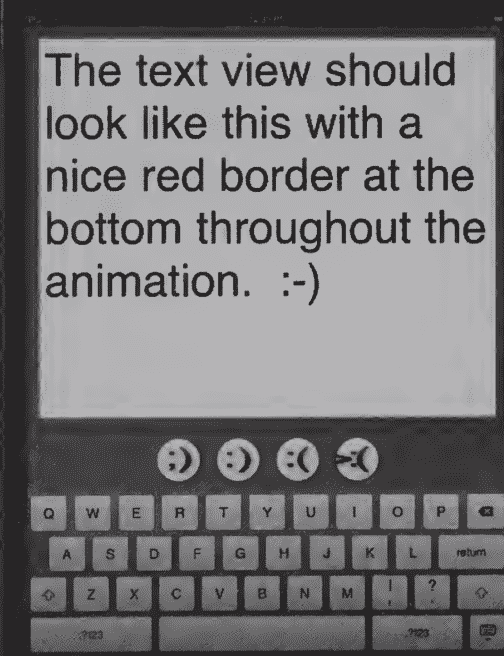 The text view should
look like this with a
nice red border at the
bottom throughout the
animation.  :-)
;) :) :( >:(
Q W E R T Y U I O P
A S D F G H J K L return
Z X C V B N M ! , ? .
.?123 .?123